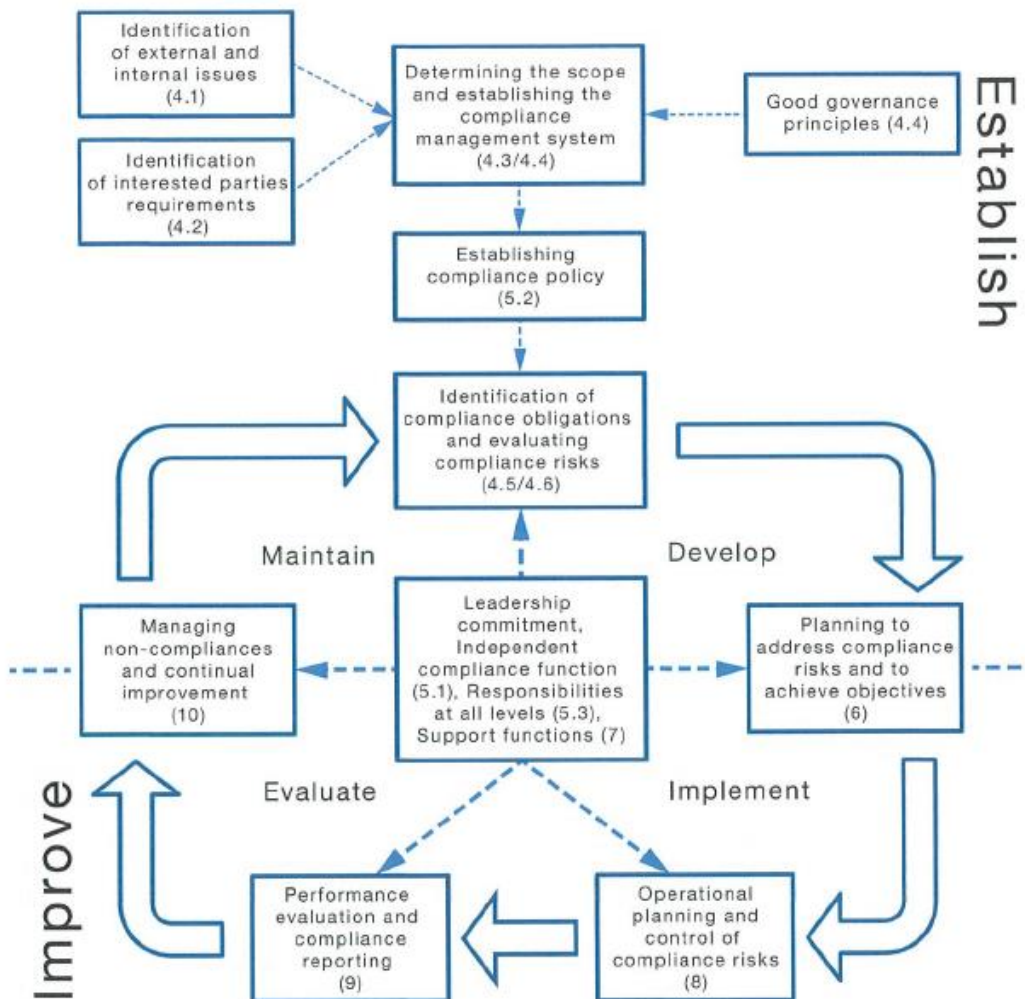 Identification
of external and
internal issues
(4.1)
Determining the scope
and establishing the
compliance
management system
(4.3/4.4)
Good governance
principles (4.4)
Establish
Identification
of interested parties
requirements
(4.2)
Establishing
compliance policy
(5.2)
Identification of
compliance obligations
and evaluating
compliance risks
(4.5/4.6)
Maintain
Develop
Managing
non-compliances
and continual
improvement
(10)
Leadership
commitment,
Independent
compliance function
(5.1), Responsibilities
at all levels (5.3),
Support functions (7)
Planning to
address compliance
risks and to
achieve objectives
(6)
Improve
Evaluate
Implement
Performance
evaluation and
compliance
reporting
(9)
Operational
planning and
control of
compliance risks
(8)